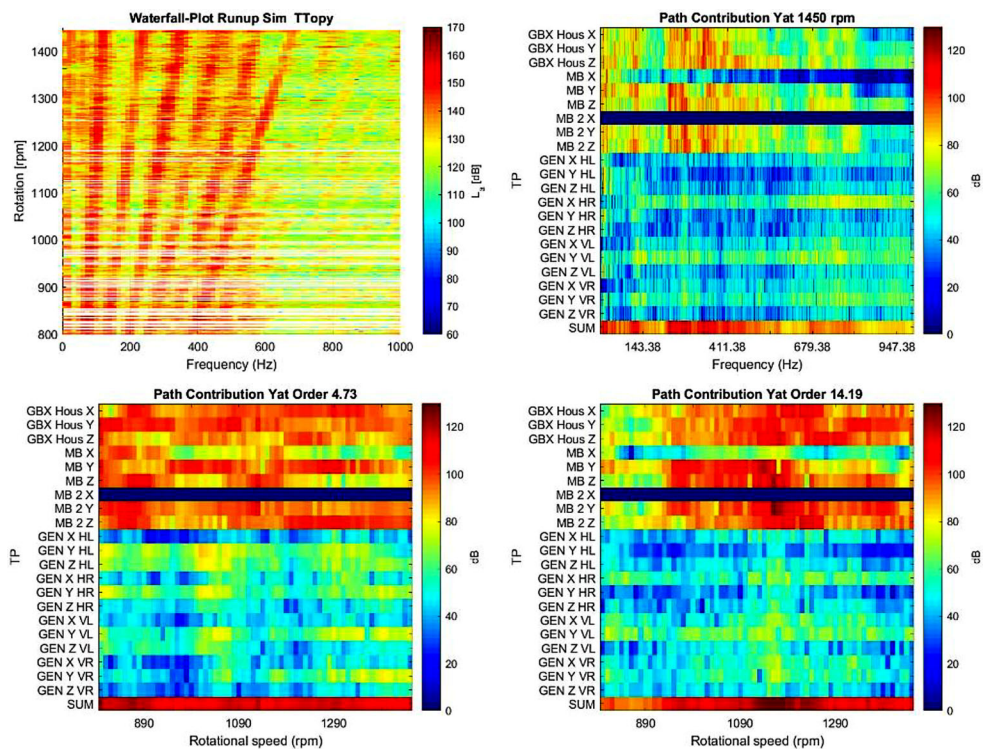 Waterfall-Plot Runup Sim TTopy
Rotation [rpm]
1400
1300
1200
1100
1000
900
800
0 200 400 600 800 1000
Frequency (Hz)
170
160
150
140
130
120
110
100
90
80
70
60
L_a [dB]
Path Contribution Yat 1450 rpm
TP
GBX Hous X
GBX Hous Y
GBX Hous Z
MB X
MB Y
MB Z
MB 2 X
MB 2 Y
MB 2 Z
GEN X HL
GEN Y HL
GEN Z HL
GEN X HR
GEN Y HR
GEN Z HR
GEN X VL
GEN Y VL
GEN Z VL
GEN X VR
GEN Y VR
GEN Z VR
SUM
143.38 411.38 679.38 947.38
Frequency (Hz)
120
100
80
60
40
20
0
dB
Path Contribution Yat Order 4.73
TP
GBX Hous X
GBX Hous Y
GBX Hous Z
MB X
MB Y
MB Z
MB 2 X
MB 2 Y
MB 2 Z
GEN X HL
GEN Y HL
GEN Z HL
GEN X HR
GEN Y HR
GEN Z HR
GEN X VL
GEN Y VL
GEN Z VL
GEN X VR
GEN Y VR
GEN Z VR
SUM
890 1090 1290
Rotational speed (rpm)
120
100
80
60
40
20
0
dB
Path Contribution Yat Order 14.19
TP
GBX Hous X
GBX Hous Y
GBX Hous Z
MB X
MB Y
MB Z
MB 2 X
MB 2 Y
MB 2 Z
GEN X HL
GEN Y HL
GEN Z HL
GEN X HR
GEN Y HR
GEN Z HR
GEN X VL
GEN Y VL
GEN Z VL
GEN X VR
GEN Y VR
GEN Z VR
SUM
890 1090 1290
Rotational speed (rpm)
120
100
80
60
40
20
0
dB